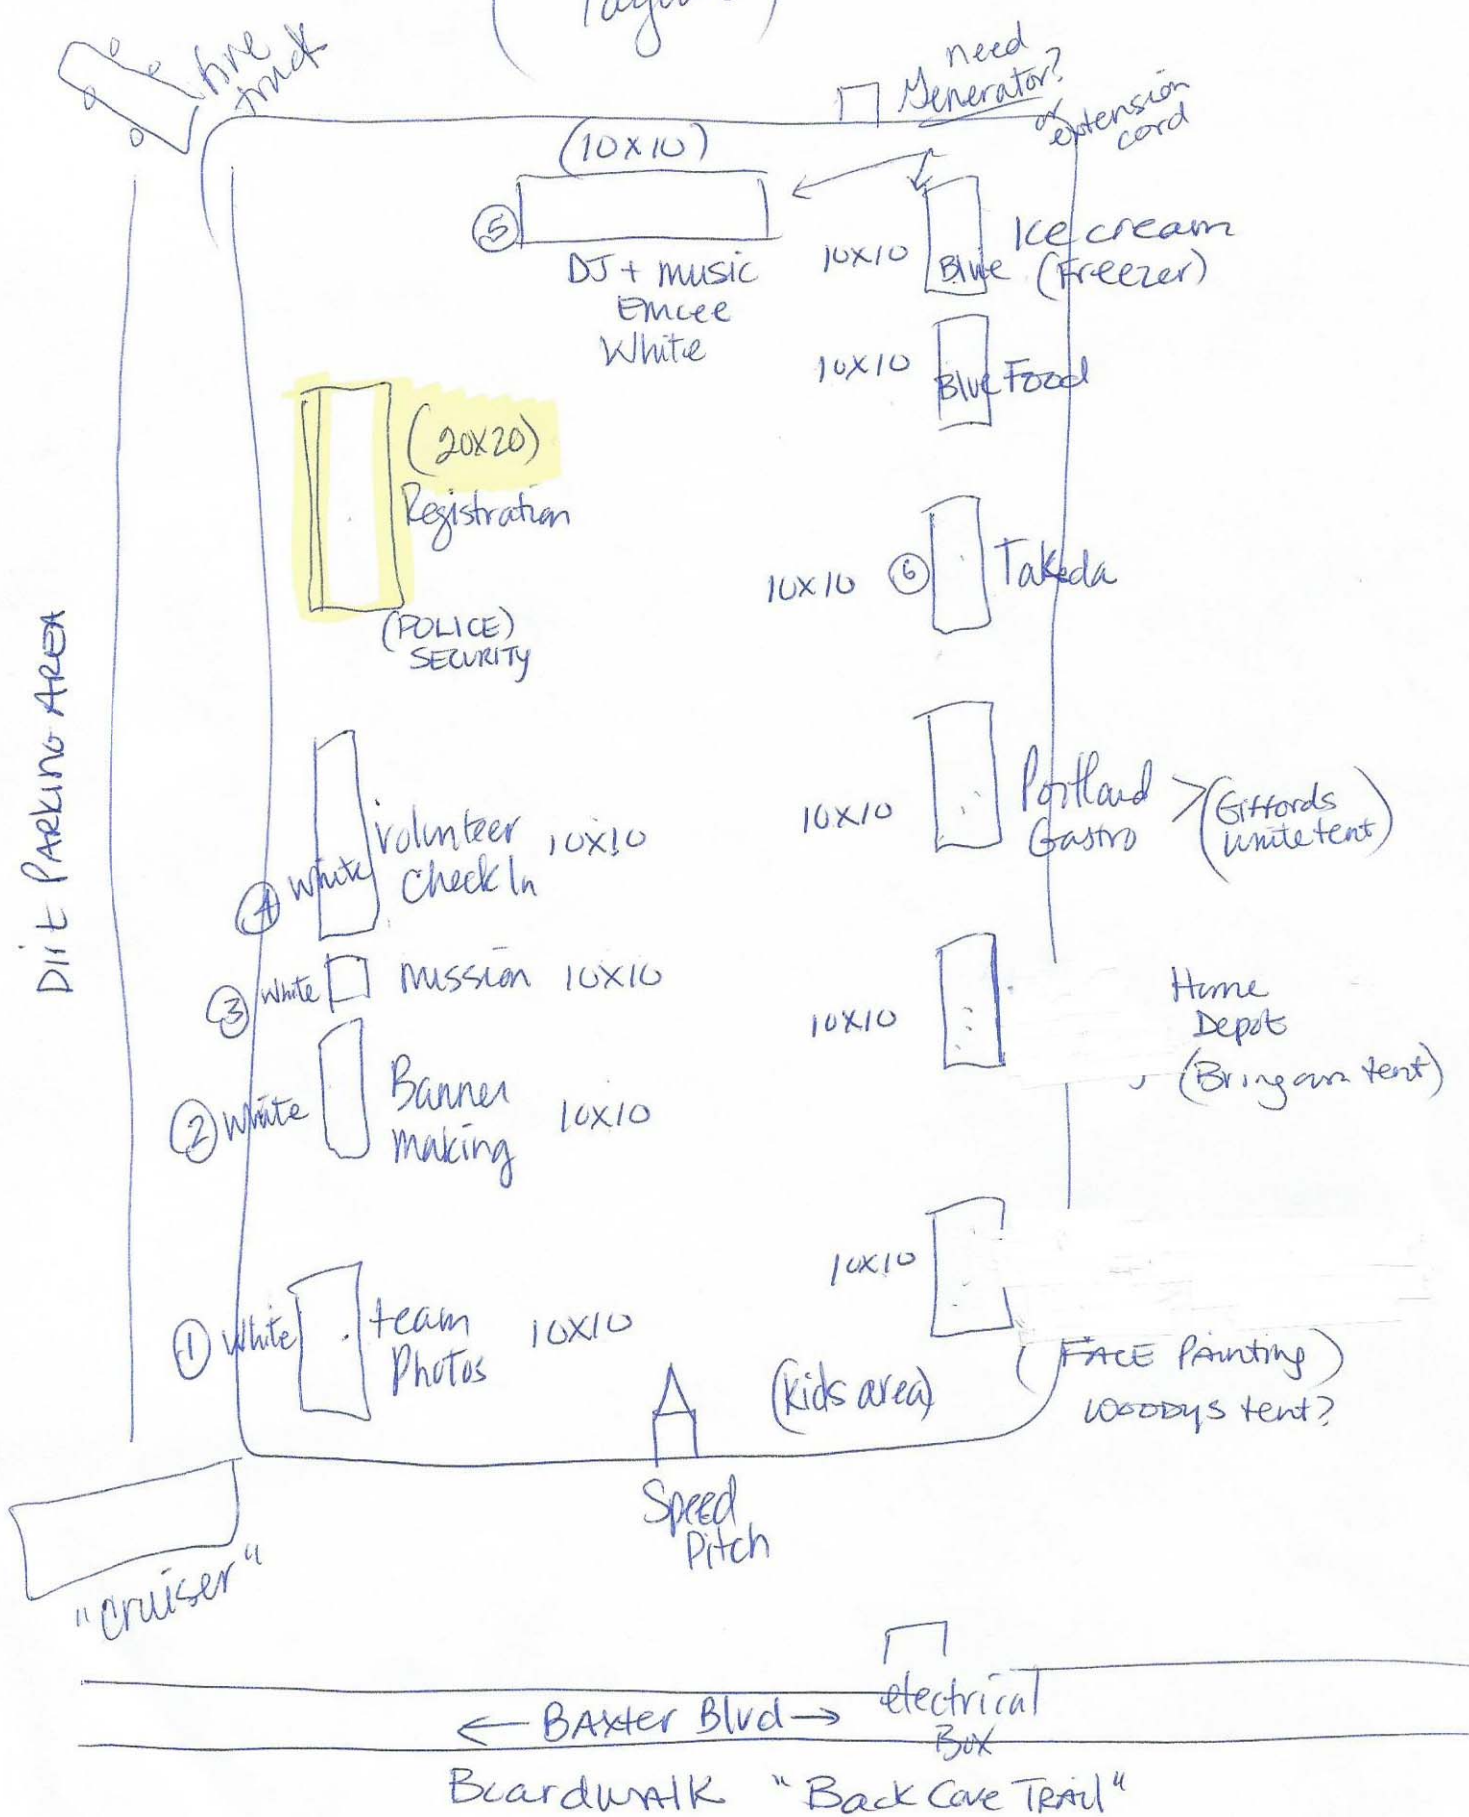 fire
truck
need
Generator?
or
extension
cord
(10X10)
5
DJ + music
Emcee
White
10X10
Blue
Ice cream
(Freezer)
10X10
Blue
Food
(20X20)
Registration
(POLICE)
SECURITY
10X10
6
Takeda
Dirt PARKING AREA
4
White
Volunteer
Check In
10X10
10X10
Portland
Gastro
>
(Giffords
white tent)
3
White
mission
10X10
10X10
Home
Depot
(Bring own tent)
2
White
Banner
making
10X10
1
White
team
Photos
10X10
10X10
(FACE Painting)
WOODYS tent?
(kids area)
Speed
Pitch
"cruiser"
electrical
Box
← BAXter Blvd →
BoardwAlK "Back Cove TRAil"